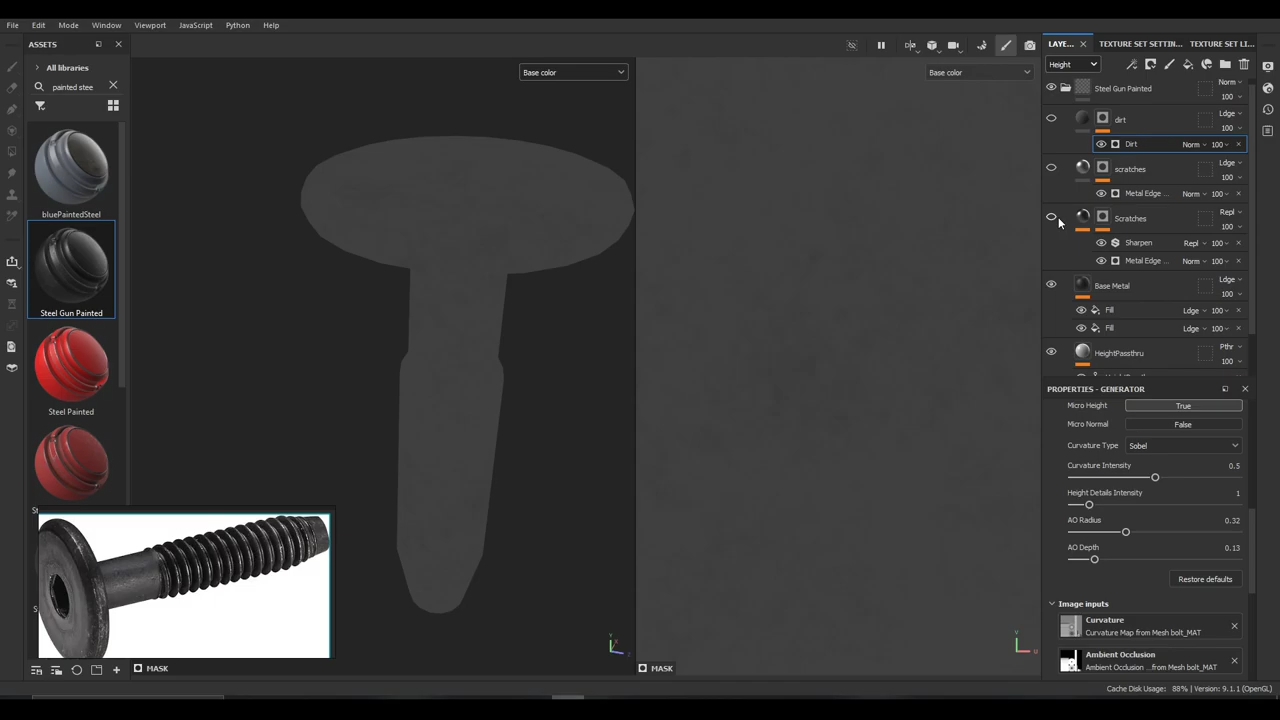 File Edit Mode Window Viewport JavaScript Python Help
ASSETS
All libraries
painted stee
bluePaintedSteel
Steel Gun Painted
Steel Painted
Base color
Base color
MASK
MASK
LAYE... TEXTURE SET SETTIN... TEXTURE SET LI...
Height
Steel Gun Painted Norm
100
dirt Ldge
100
Dirt Norm 100
scratches Ldge
100
Metal Edge ... Norm 100
Scratches Repl
100
Sharpen Repl 100
Metal Edge ... Norm 100
Base Metal Ldge
100
Fill Ldge 100
Fill Ldge 100
HeightPassthru Pthr
100
PROPERTIES - GENERATOR
Micro Height True
Micro Normal False
Curvature Type Sobel
Curvature Intensity 0.5
Height Details Intensity 1
AO Radius 0.32
AO Depth 0.13
Restore defaults
Image inputs
Curvature
Curvature Map from Mesh bolt_MAT
Ambient Occlusion
Ambient Occlusion ...from Mesh bolt_MAT
Cache Disk Usage: 88% | Version: 9.1.1 (OpenGL)